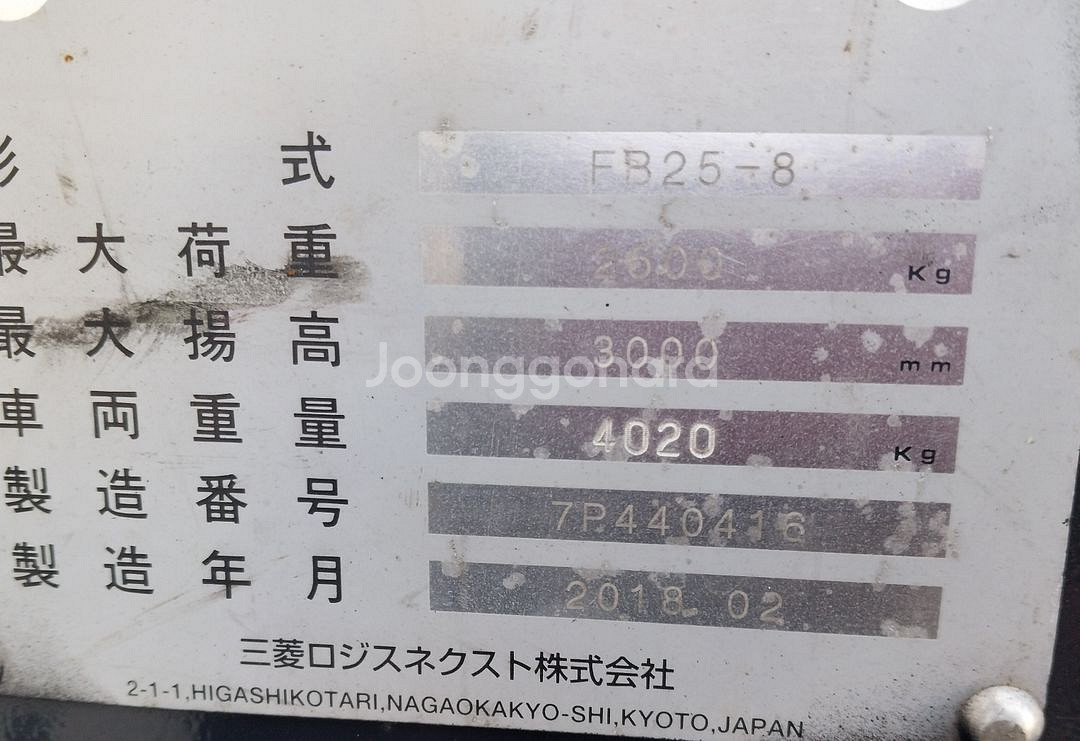 形 式 FB25-8
最大荷重 2500 Kg
最大揚高 3000 mm
Joonggonara
車両重量 4020 Kg
製造番号 7P440416
製造年月 2018. 02
三菱ロジスネクスト株式会社
2-1-1,HIGASHIKOTARI,NAGAOKAKYO-SHI,KYOTO,JAPAN